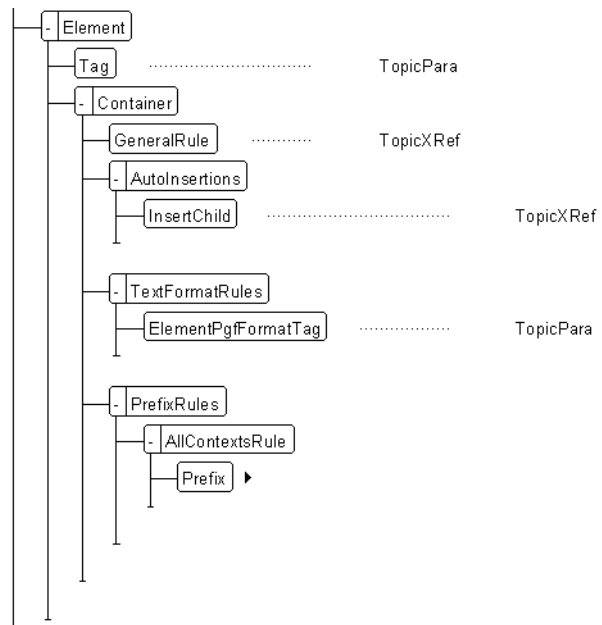 - Element
Tag TopicPara
- Container
GeneralRule TopicXRef
- AutoInsertions
InsertChild TopicXRef
- TextFormatRules
ElementPgfFormatTag TopicPara
- PrefixRules
- AllContextsRule
Prefix